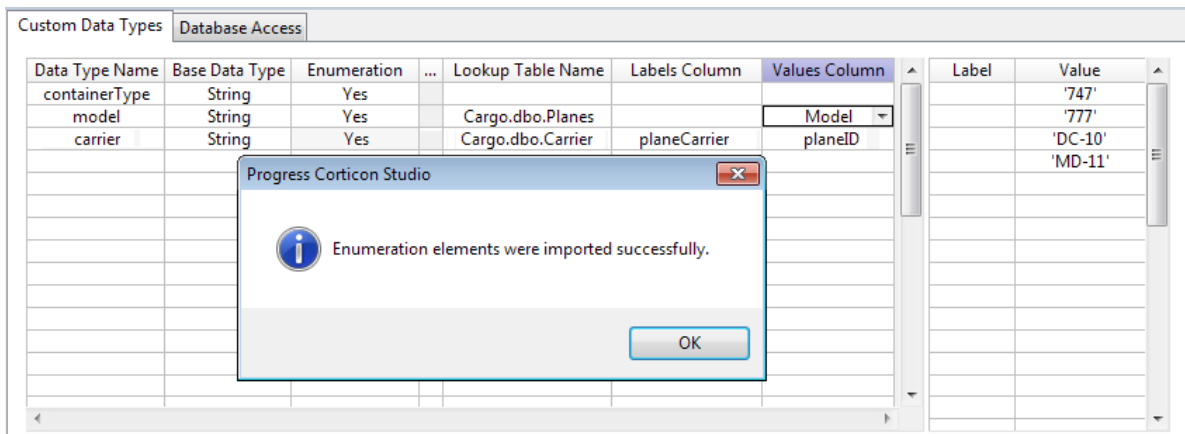 Custom Data Types Database Access
Data Type Name Base Data Type Enumeration ... Lookup Table Name Labels Column Values Column Label Value
containerType String Yes '747'
model String Yes Cargo.dbo.Planes Model '777'
carrier String Yes Cargo.dbo.Carrier planeCarrier planeID 'DC-10'
'MD-11'
Progress Corticon Studio
Enumeration elements were imported successfully.
OK